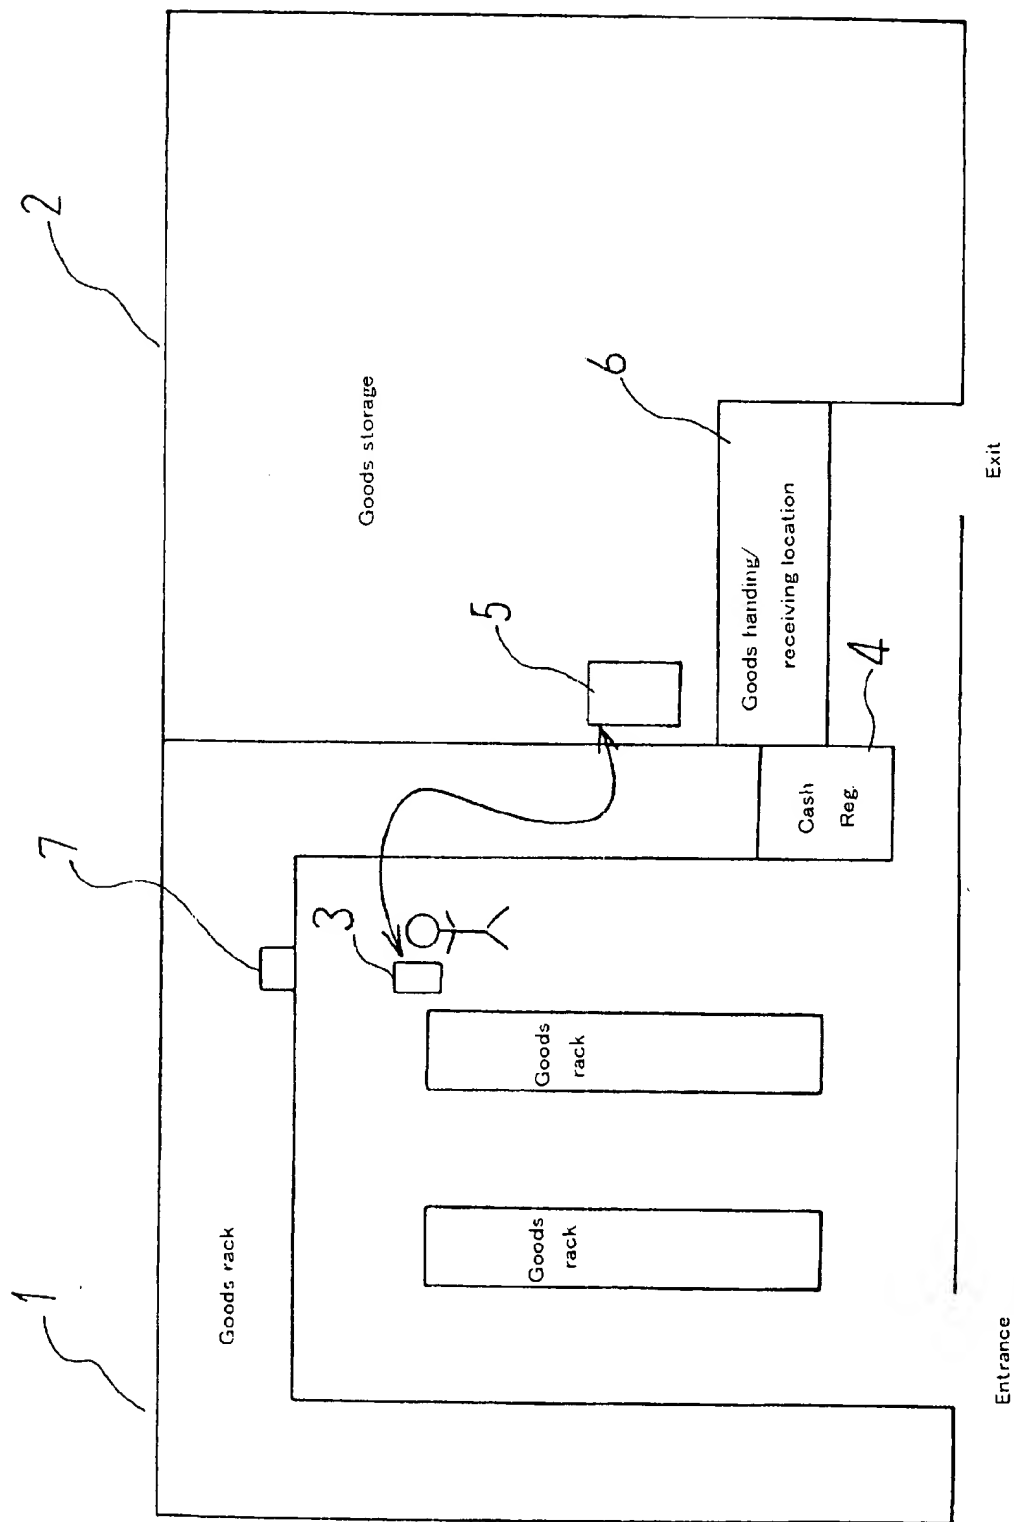 1
2
7
3
5
6
4
Goods rack
Goods storage
Goods
rack
Goods
rack
Goods handing/
receiving location
Cash
Reg.
Entrance
Exit